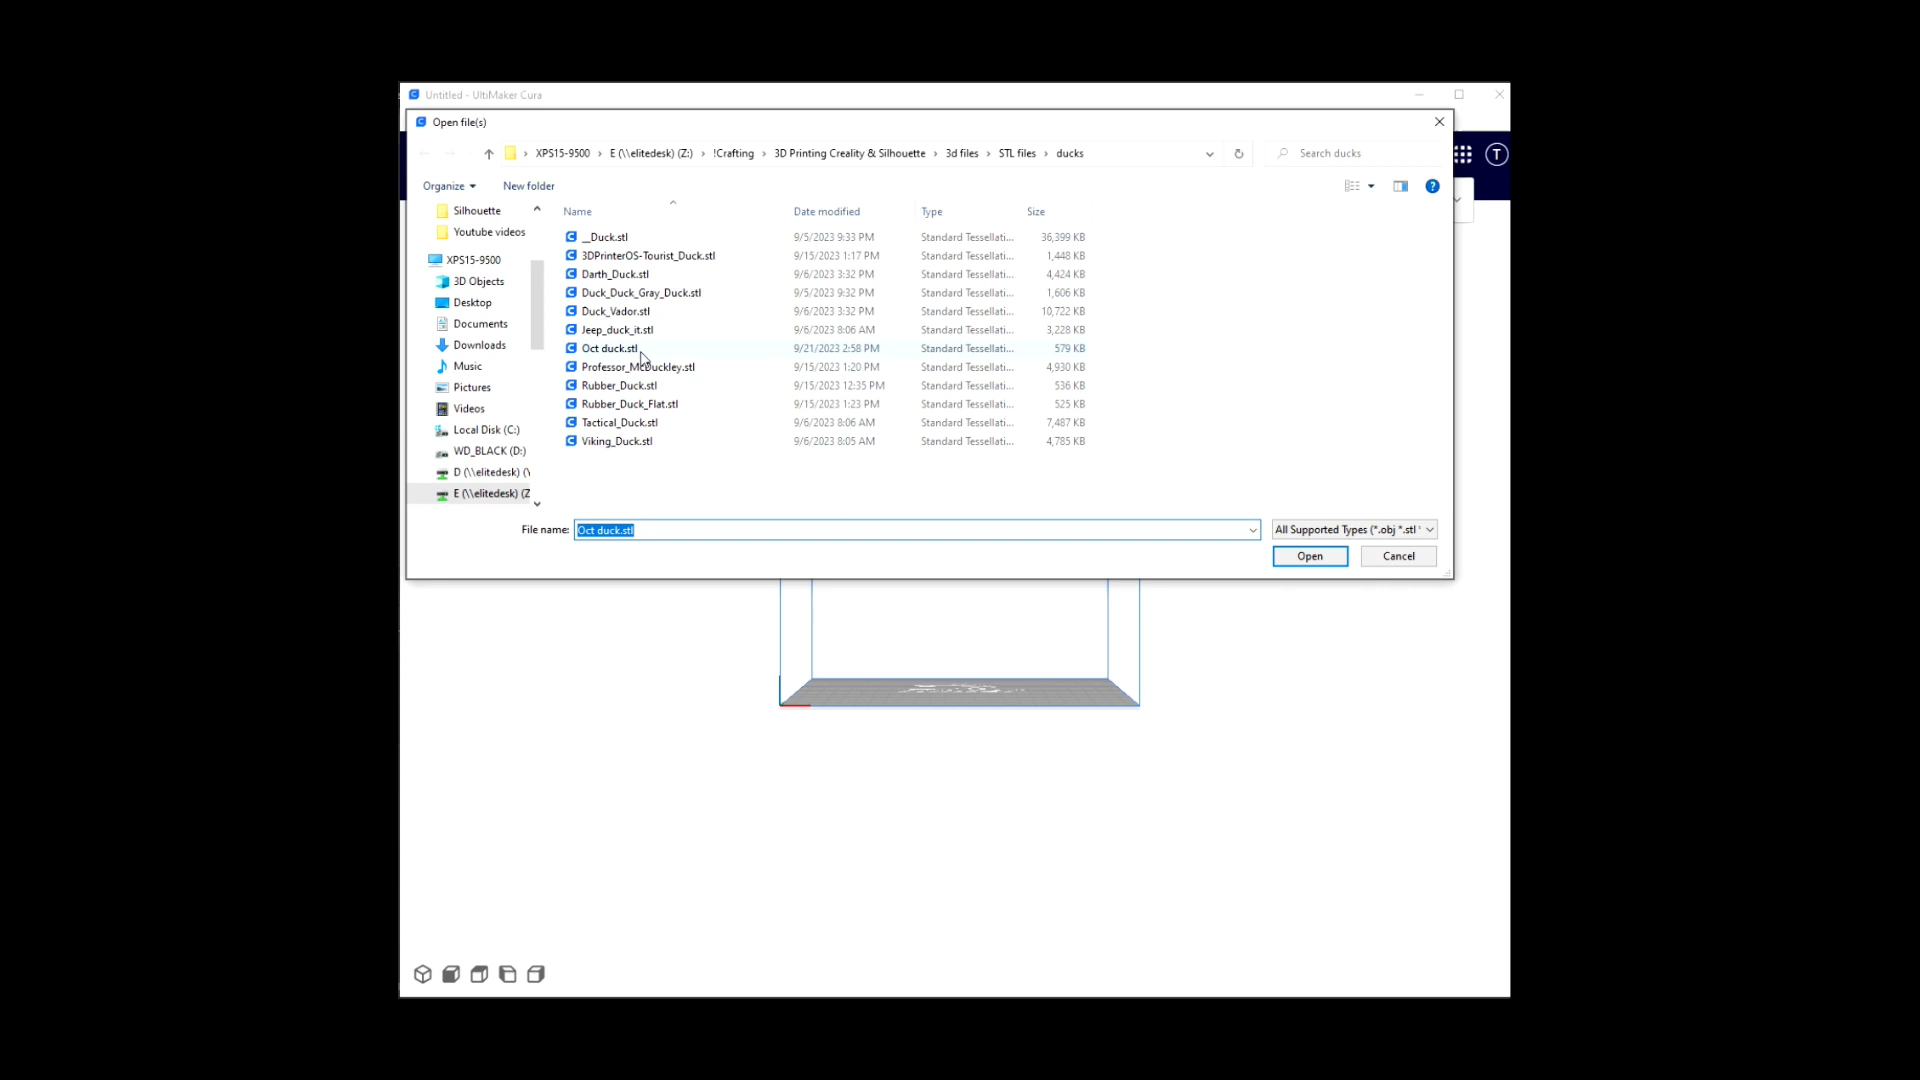 Untitled - UltiMaker Cura
Open file(s)
XPS15-9500 > E (\\elitedesk) (Z:) > !Crafting > 3D Printing Creality & Silhouette > 3d files > STL files > ducks
Search ducks
T
Organize
New folder
?
Silhouette
Youtube videos
XPS15-9500
3D Objects
Desktop
Documents
Downloads
Music
Pictures
Videos
Local Disk (C:)
WD_BLACK (D:)
D (\\elitedesk) (Y
E (\\elitedesk) (Z
Name Date modified Type Size
__Duck.stl 9/5/2023 9:33 PM Standard Tessellati... 36,399 KB
3DPrinterOS-Tourist_Duck.stl 9/15/2023 1:17 PM Standard Tessellati... 1,448 KB
Darth_Duck.stl 9/6/2023 3:32 PM Standard Tessellati... 4,424 KB
Duck_Duck_Gray_Duck.stl 9/5/2023 9:32 PM Standard Tessellati... 1,606 KB
Duck_Vador.stl 9/6/2023 3:32 PM Standard Tessellati... 10,722 KB
Jeep_duck_it.stl 9/6/2023 8:06 AM Standard Tessellati... 3,228 KB
Oct duck.stl 9/21/2023 2:58 PM Standard Tessellati... 579 KB
Professor_McDuckley.stl 9/15/2023 1:20 PM Standard Tessellati... 4,930 KB
Rubber_Duck.stl 9/15/2023 12:35 PM Standard Tessellati... 536 KB
Rubber_Duck_Flat.stl 9/15/2023 1:23 PM Standard Tessellati... 525 KB
Tactical_Duck.stl 9/6/2023 8:06 AM Standard Tessellati... 7,487 KB
Viking_Duck.stl 9/6/2023 8:05 AM Standard Tessellati... 4,785 KB
File name: Oct duck.stl
All Supported Types (*.obj *.stl *
Open
Cancel